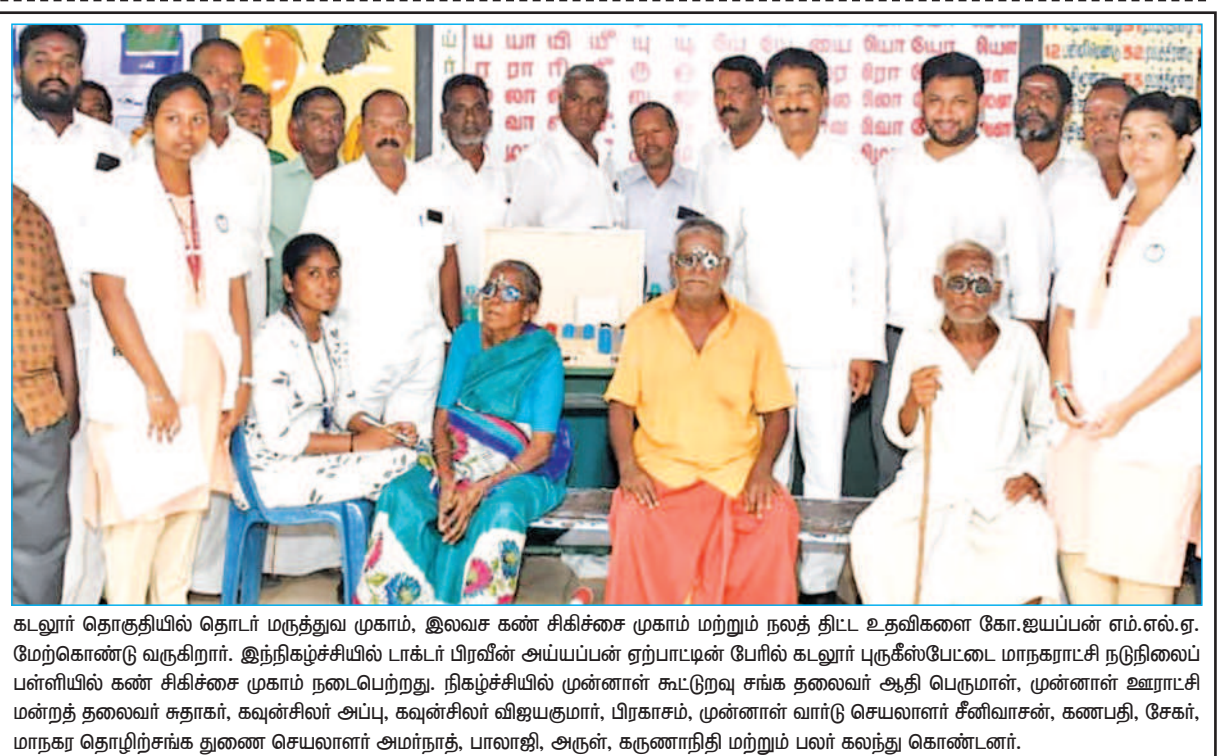 ய் ய யா யி யீ யு யூ யெ யே யை யொ யோ யௌ
ர் ர ரா ரி
கடலூர் தொகுதியில் தொடர் மருத்துவ முகாம், இலவச கண் சிகிச்சை முகாம் மற்றும் நலத் திட்ட உதவிகளை கோ.ஐயப்பன் எம்.எல்.ஏ.
மேற்கொண்டு வருகிறார். இந்நிகழ்ச்சியில் டாக்டர் பிரவீன் அய்யப்பன் ஏற்பாட்டின் பேரில் கடலூர் புருகீஸ்பேட்டை மாநகராட்சி நடுநிலைப்
பள்ளியில் கண் சிகிச்சை முகாம் நடைபெற்றது. நிகழ்ச்சியில் முன்னாள் கூட்டுறவு சங்க தலைவர் ஆதி பெருமாள், முன்னாள் ஊராட்சி
மன்றத் தலைவர் சுதாகர், கவுன்சிலர் அப்பு, கவுன்சிலர் விஜயகுமார், பிரகாசம், முன்னாள் வார்டு செயலாளர் சீனிவாசன், கணபதி, சேகர்,
மாநகர தொழிற்சங்க துணை செயலாளர் அமர்நாத், பாலாஜி, அருள், கருணாநிதி மற்றும் பலர் கலந்து கொண்டனர்.